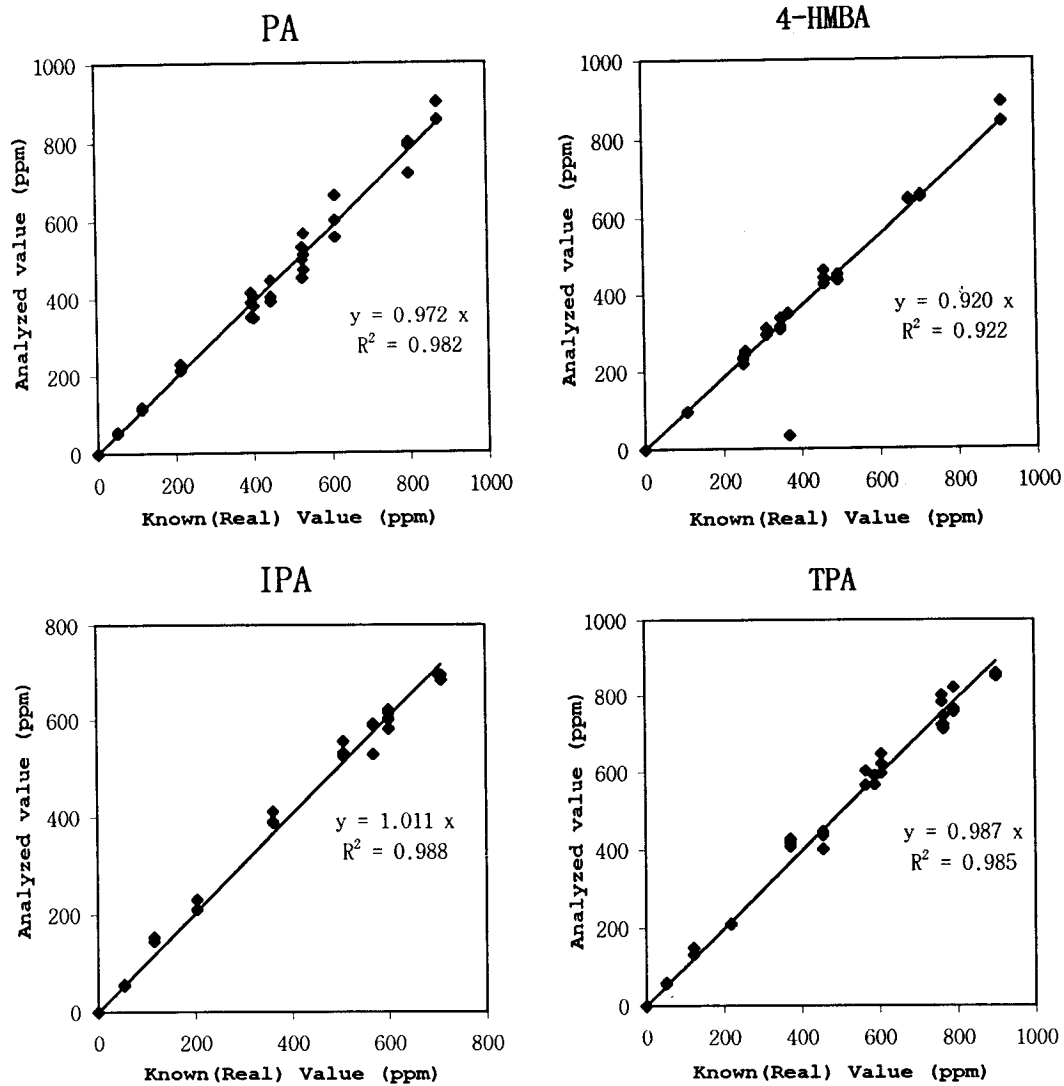 PA
1000
800
600
400
200
0
Analyzed value (ppm)
y = 0.972 x
R² = 0.982
0 200 400 600 800 1000
Known(Real) Value (ppm)
4-HMBA
1000
800
600
400
200
0
Analyzed value (ppm)
y = 0.920 x
R² = 0.922
0 200 400 600 800 1000
Known(Real) Value (ppm)
IPA
800
600
400
200
0
Analyzed value (ppm)
y = 1.011 x
R² = 0.988
0 200 400 600 800
Known(Real) Value (ppm)
TPA
1000
800
600
400
200
0
Analyzed value (ppm)
y = 0.987 x
R² = 0.985
0 200 400 600 800 1000
Known(Real) Value (ppm)